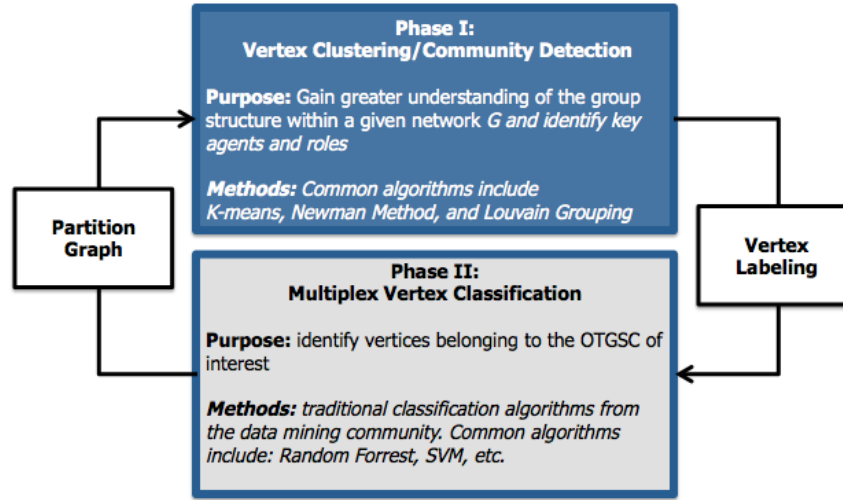 Phase I:
Vertex Clustering/Community Detection
Purpose: Gain greater understanding of the group
structure within a given network G and identify key
agents and roles
Methods: Common algorithms include
K-means, Newman Method, and Louvain Grouping
Partition
Graph
Vertex
Labeling
Phase II:
Multiplex Vertex Classification
Purpose: identify vertices belonging to the OTGSC of
interest
Methods: traditional classification algorithms from
the data mining community. Common algorithms
include: Random Forrest, SVM, etc.